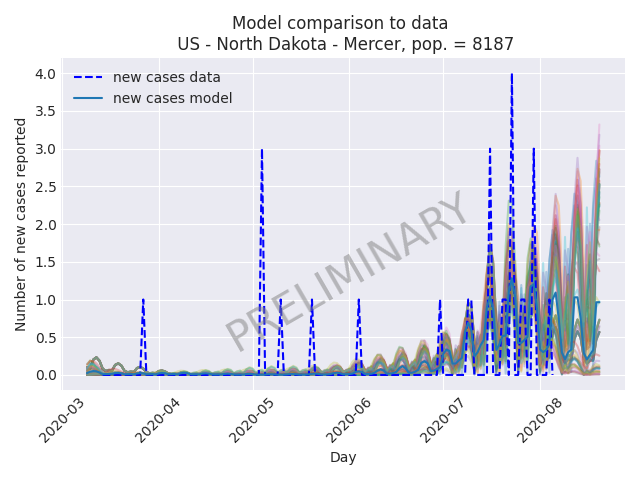 Model comparison to data
US - North Dakota - Mercer, pop. = 8187
new cases data
new cases model
Number of new cases reported
4.0
3.5
3.0
2.5
2.0
1.5
1.0
0.5
0.0
PRELIMINARY
2020-03
2020-04
2020-05
2020-06
2020-07
2020-08
Day